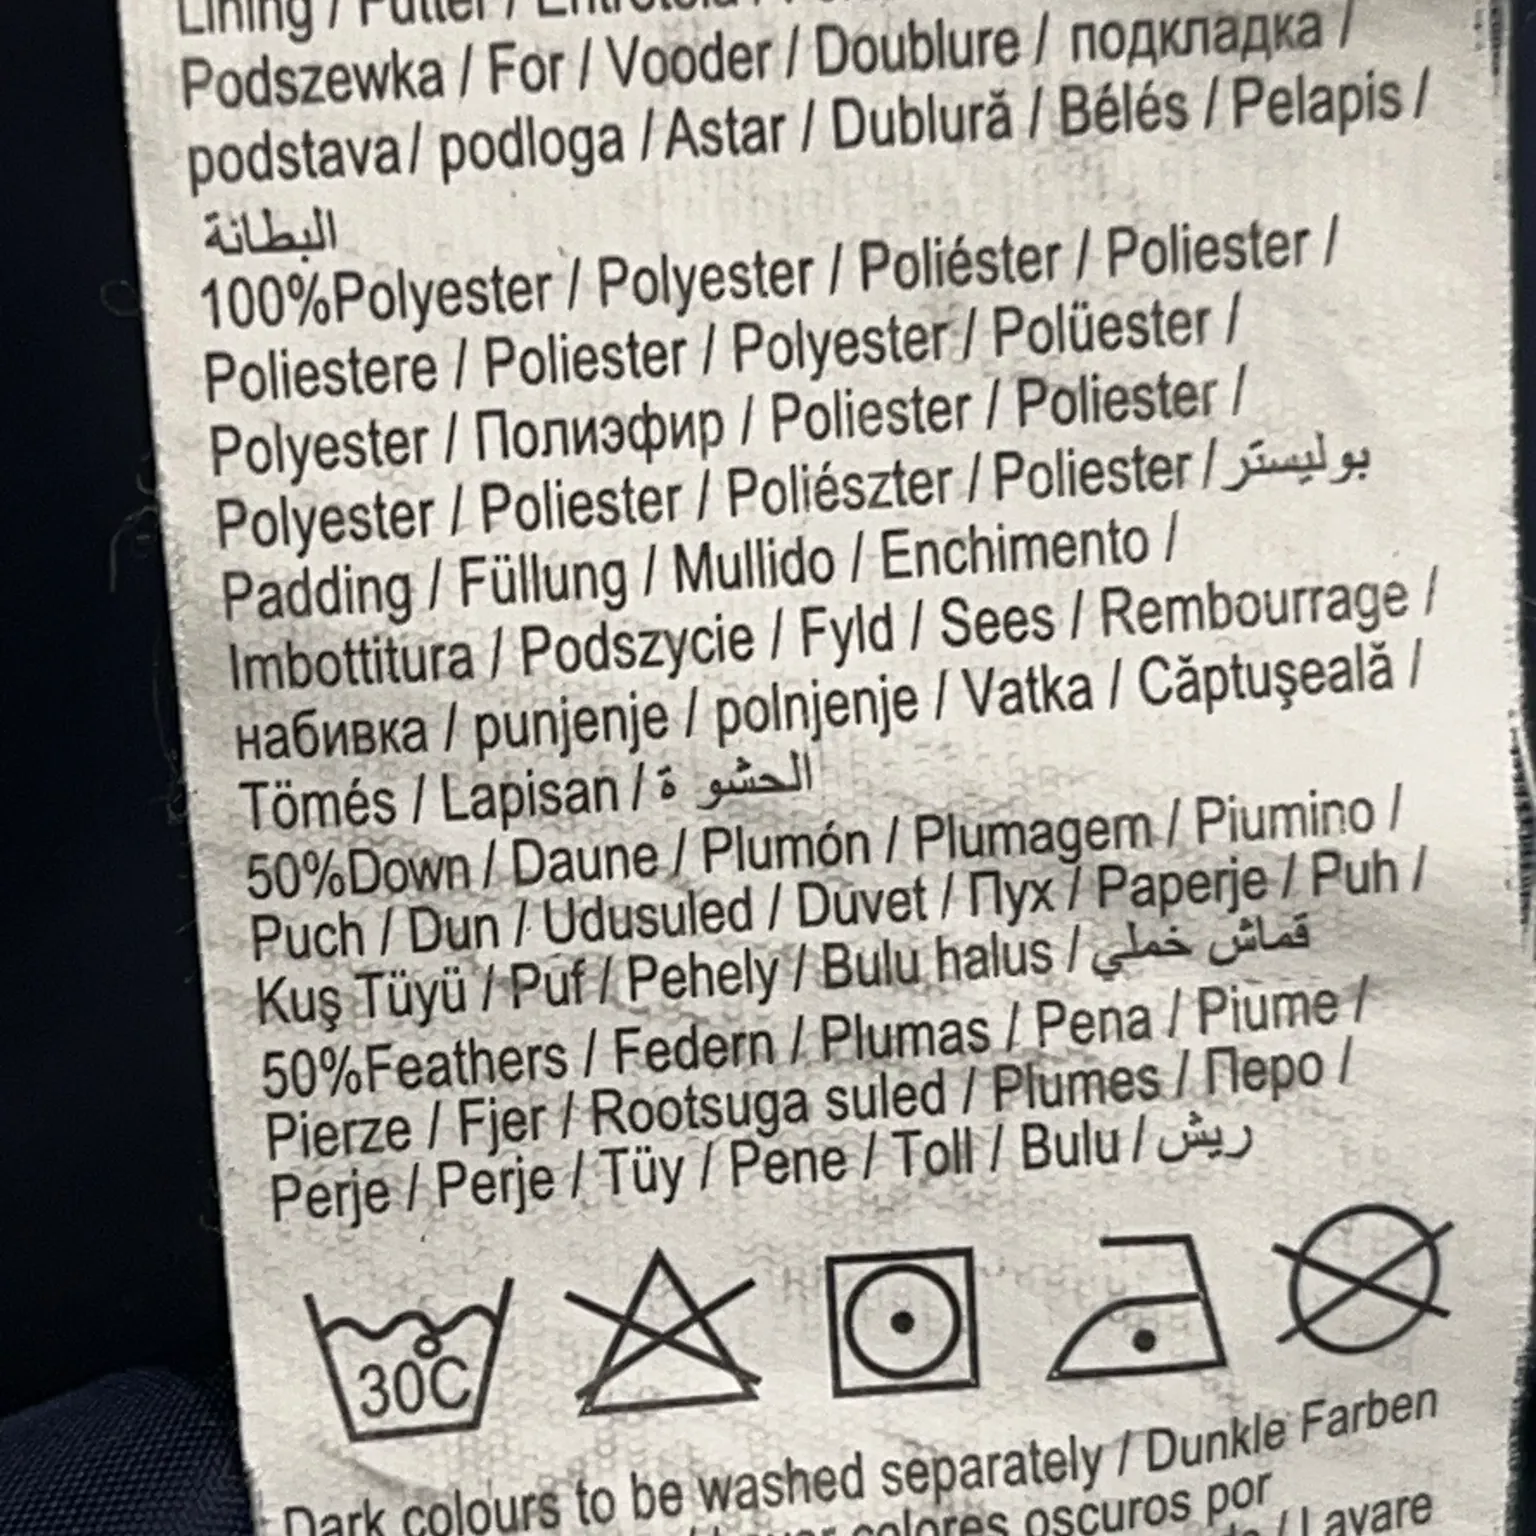 Lining / Futter /
Podszewka / For / Vooder / Doublure / подкладка /
podstava / podloga / Astar / Dublură / Bélés / Pelapis /
البطانة
100%Polyester / Polyester / Poliéster / Poliester /
Poliestere / Poliester / Polyester / Polüester /
Polyester / Полиэфир / Poliester / Poliester /
Polyester / Poliester / Poliészter / Poliester / بوليستر
Padding / Füllung / Mullido / Enchimento /
Imbottitura / Podszycie / Fyld / Sees / Rembourrage /
набивка / punjenje / polnjenje / Vatka / Căptuşeală /
Tömés / Lapisan / الحشو ة
50%Down / Daune / Plumón / Plumagem / Piumino /
Puch / Dun / Udusuled / Duvet / Пух / Paperje / Puh /
Kuş Tüyü / Puf / Pehely / Bulu halus / قماش خملي
50%Feathers / Federn / Plumas / Pena / Piume /
Pierze / Fjer / Rootsuga suled / Plumes / Перо /
Perje / Perje / Tüy / Pene / Toll / Bulu / ريش
30C
Dark colours to be washed separately / Dunkle Farben
colores oscuros por
/ Lavare